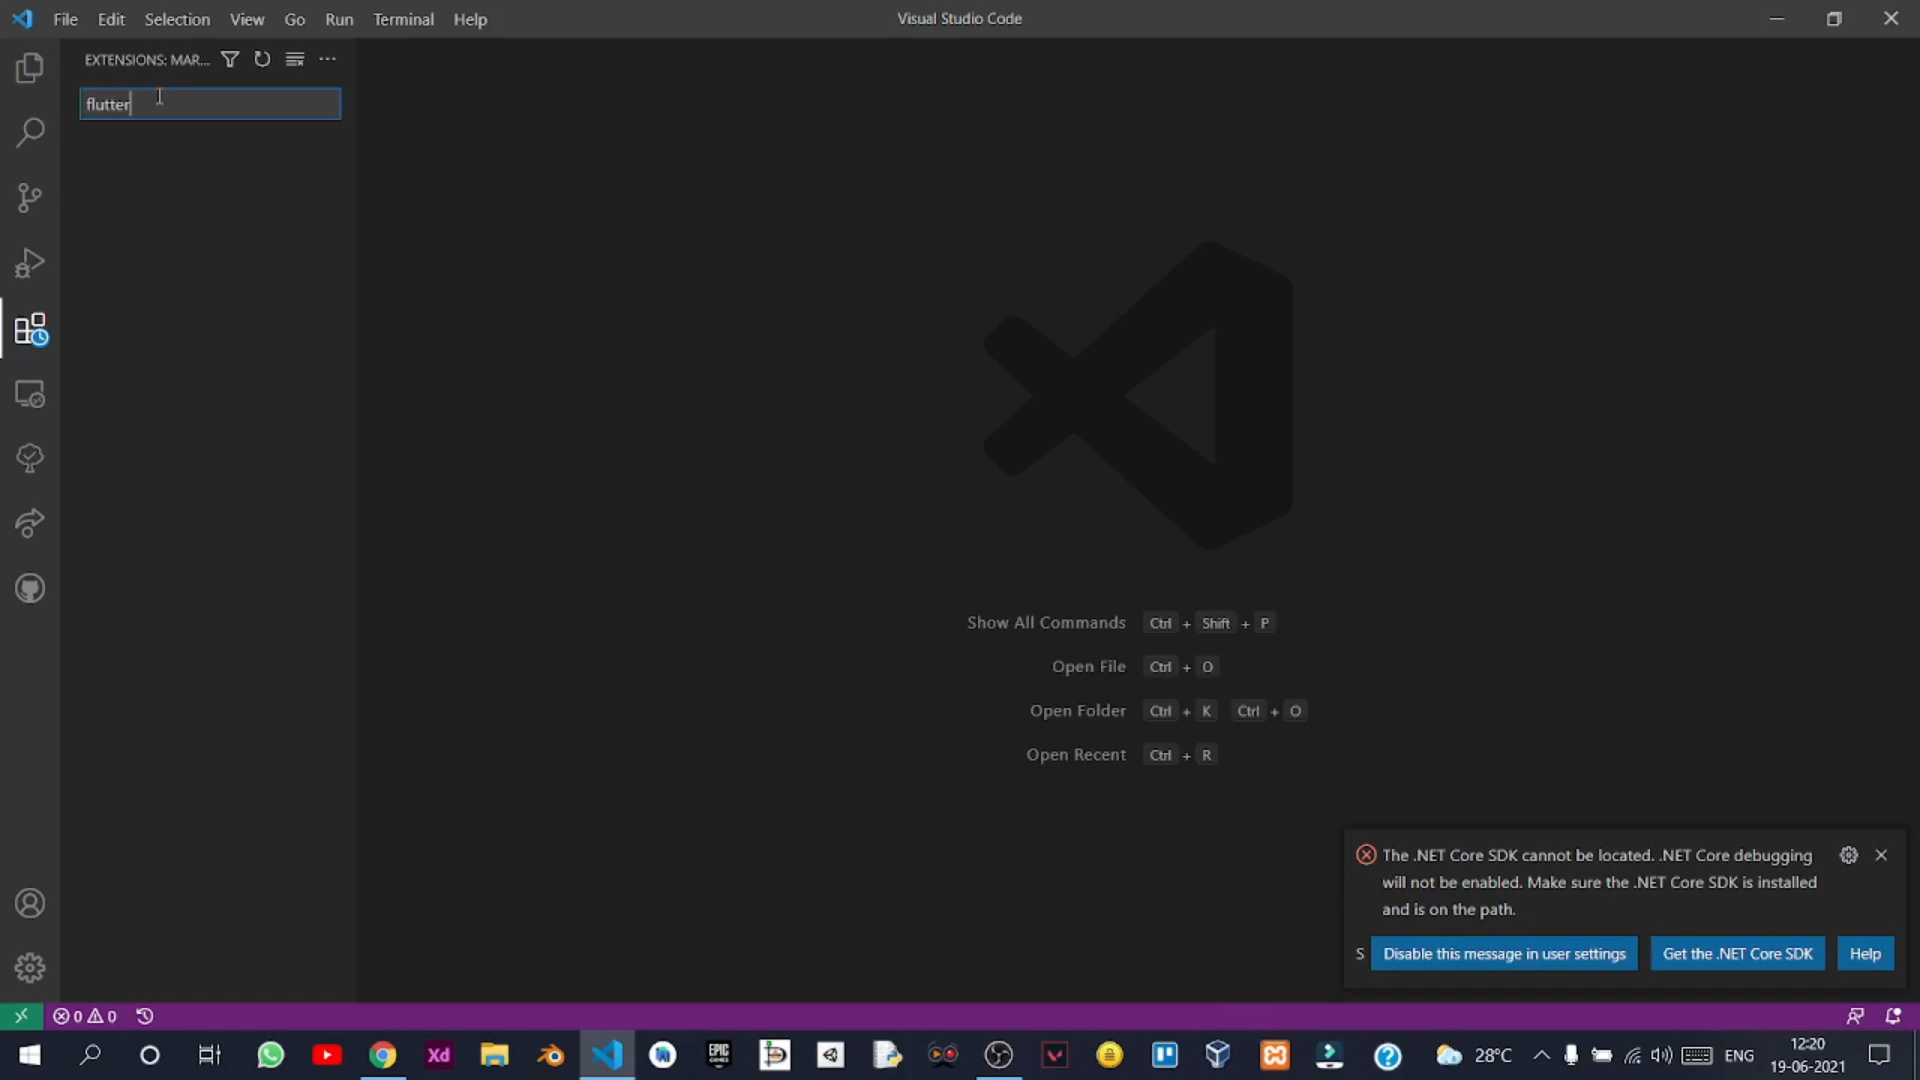 File Edit Selection View Go Run Terminal Help
Visual Studio Code
EXTENSIONS: MAR...
flutter
Show All Commands Ctrl + Shift + P
Open File Ctrl + O
Open Folder Ctrl + K Ctrl + O
Open Recent Ctrl + R
The .NET Core SDK cannot be located. .NET Core debugging
will not be enabled. Make sure the .NET Core SDK is installed
and is on the path.
S Disable this message in user settings Get the .NET Core SDK Help
0 0
Xd
EPIC
GAMES
28°C
ENG
12:20
19-06-2021